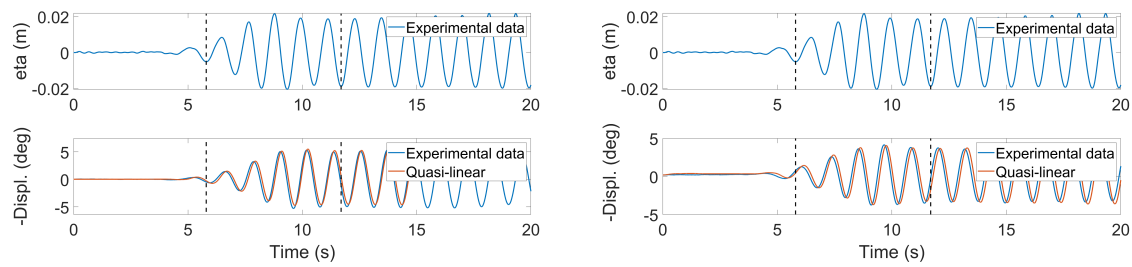 eta (m)
0.02
0
-0.02
Experimental data
0 5 10 15 20
-Displ. (deg)
5
0
-5
Experimental data
Quasi-linear
0 5 10 15 20
Time (s)
eta (m)
0.02
0
-0.02
Experimental data
0 5 10 15 20
-Displ. (deg)
5
0
-5
Experimental data
Quasi-linear
0 5 10 15 20
Time (s)